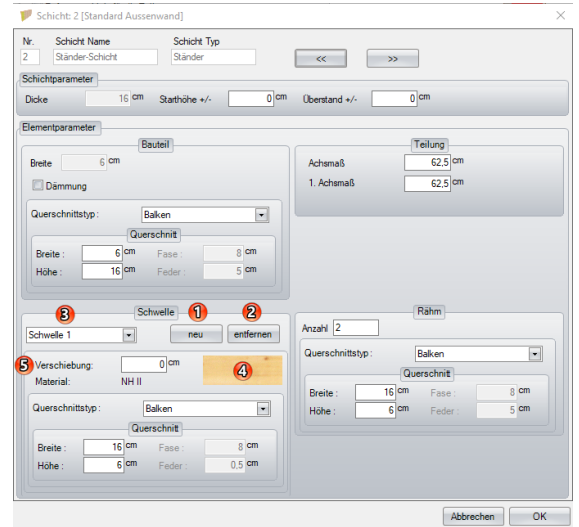 Schicht: 2 [Standard Aussenwand]
Nr. Schicht Name Schicht Typ
2 Ständer-Schicht Ständer << >>
Schichtparameter
Dicke 16 cm Starthöhe +/- 0 cm Überstand +/- 0 cm
Elementparameter
Bauteil
Breite 6 cm
Dämmung
Querschnittstyp : Balken
Querschnitt
Breite : 6 cm Fase : 8 cm
Höhe : 16 cm Feder : 5 cm
Teilung
Achsmaß 62,5 cm
1. Achsmaß 62,5 cm
3 Schwelle 1 2
Schwelle 1 neu entfernen
5 Verschiebung: 0 cm 4
Material: NH II
Querschnittstyp : Balken
Querschnitt
Breite : 16 cm Fase : 8 cm
Höhe : 6 cm Feder : 0,5 cm
Rähm
Anzahl 2
Querschnittstyp : Balken
Querschnitt
Breite : 16 cm Fase : 8 cm
Höhe : 6 cm Feder : 5 cm
Abbrechen OK